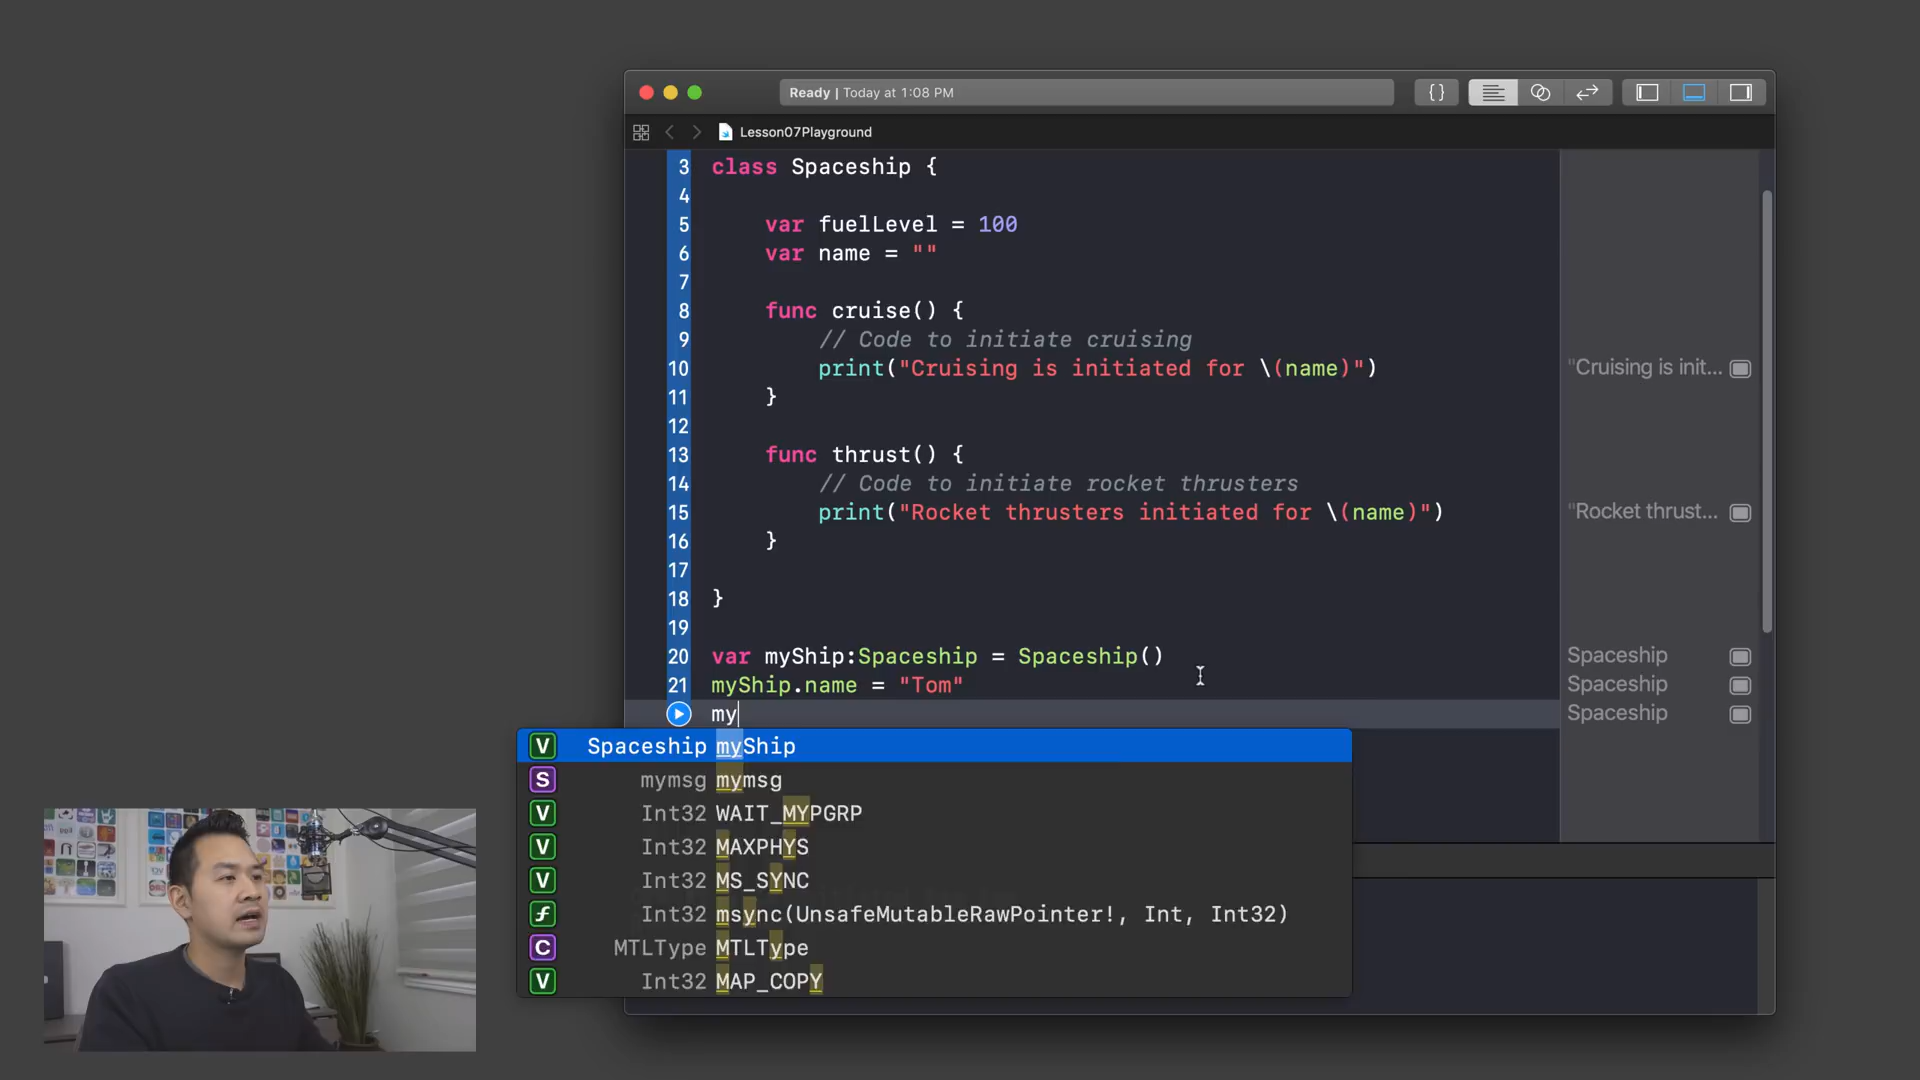 Ready | Today at 1:08 PM
{ }
Lesson07Playground
3 class Spaceship {
4
5 var fuelLevel = 100
6 var name = ""
7
8 func cruise() {
9 // Code to initiate cruising
10 print("Cruising is initiated for \(name)")
"Cruising is init...
11 }
12
13 func thrust() {
14 // Code to initiate rocket thrusters
15 print("Rocket thrusters initiated for \(name)")
"Rocket thrust...
16 }
17
18 }
19
20 var myShip:Spaceship = Spaceship()
Spaceship
21 myShip.name = "Tom"
Spaceship
my
Spaceship
V Spaceship myShip
S mymsg mymsg
V Int32 WAIT_MYPGRP
V Int32 MAXPHYS
V Int32 MS_SYNC
f Int32 msync(UnsafeMutableRawPointer!, Int, Int32)
C MTLType MTLType
V Int32 MAP_COPY